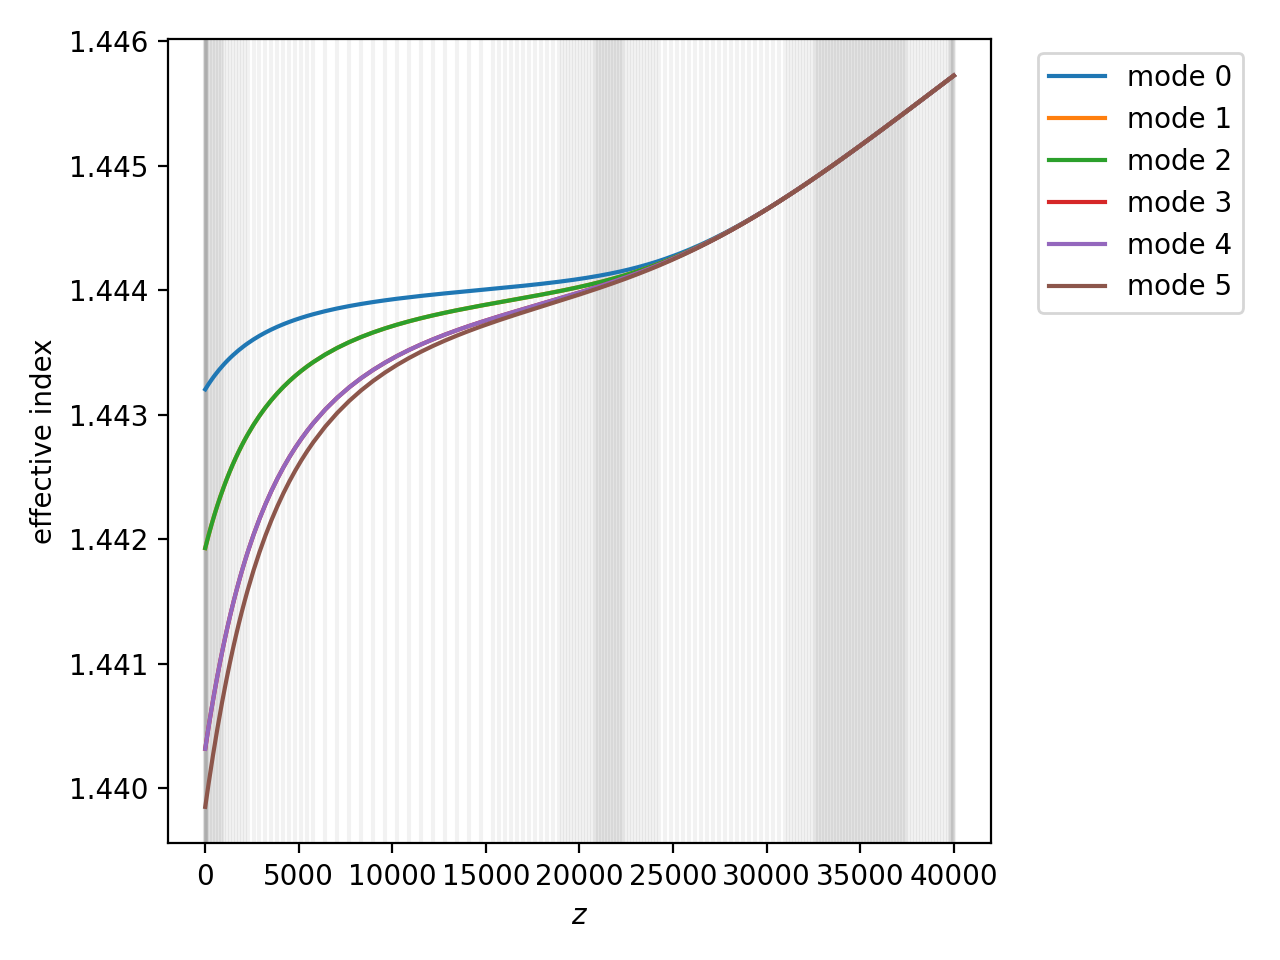 1.446
1.445
1.444
1.443
1.442
1.441
1.440
effective index
0 5000 10000 15000 20000 25000 30000 35000 40000
z
mode 0
mode 1
mode 2
mode 3
mode 4
mode 5